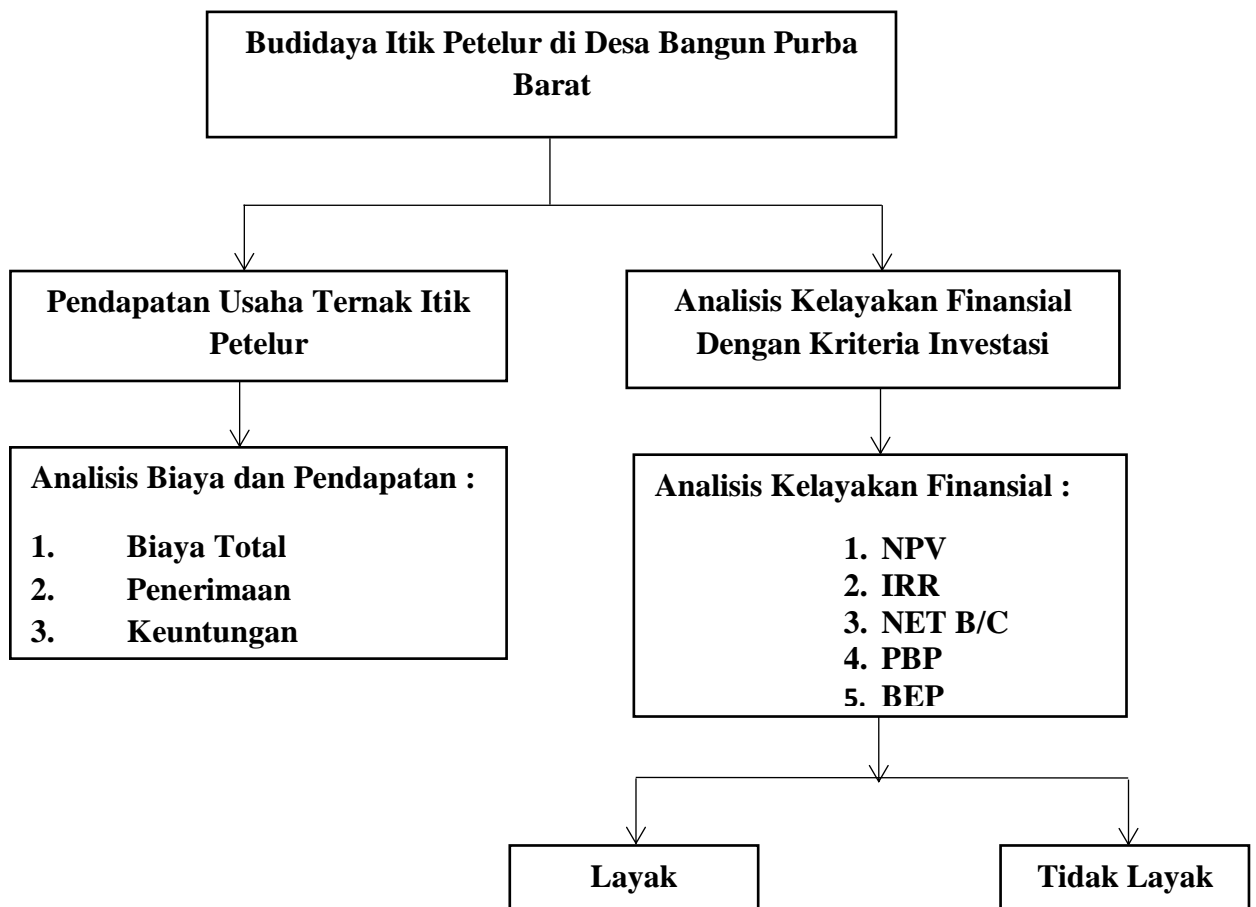 Budidaya Itik Petelur di Desa Bangun Purba
Barat
Pendapatan Usaha Ternak Itik
Petelur
Analisis Kelayakan Finansial
Dengan Kriteria Investasi
Analisis Biaya dan Pendapatan :
1. Biaya Total
2. Penerimaan
3. Keuntungan
Analisis Kelayakan Finansial :
1. NPV
2. IRR
3. NET B/C
4. PBP
5. BEP
Layak
Tidak Layak